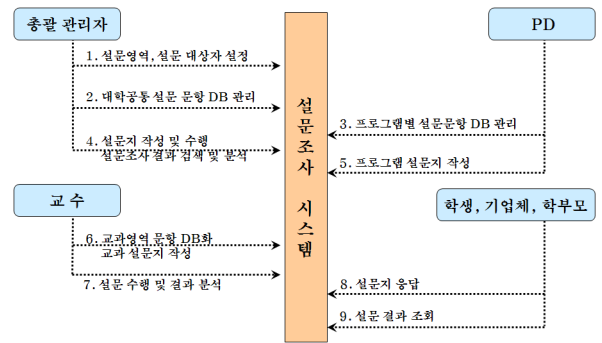 총괄 관리자
1. 설문영역, 설문 대상자 설정
2. 대학공통 설문 문항 DB 관리
4. 설문지 작성 및 수행
설문조사 결과 검색 및 분석
교 수
6. 교과영역 문항 DB화
교과 설문지 작성
7. 설문 수행 및 결과 분석
설문조사 시스템
PD
3. 프로그램별 설문문항 DB 관리
5. 프로그램 설문지 작성
학생, 기업체, 학부모
8. 설문지 응답
9. 설문 결과 조회